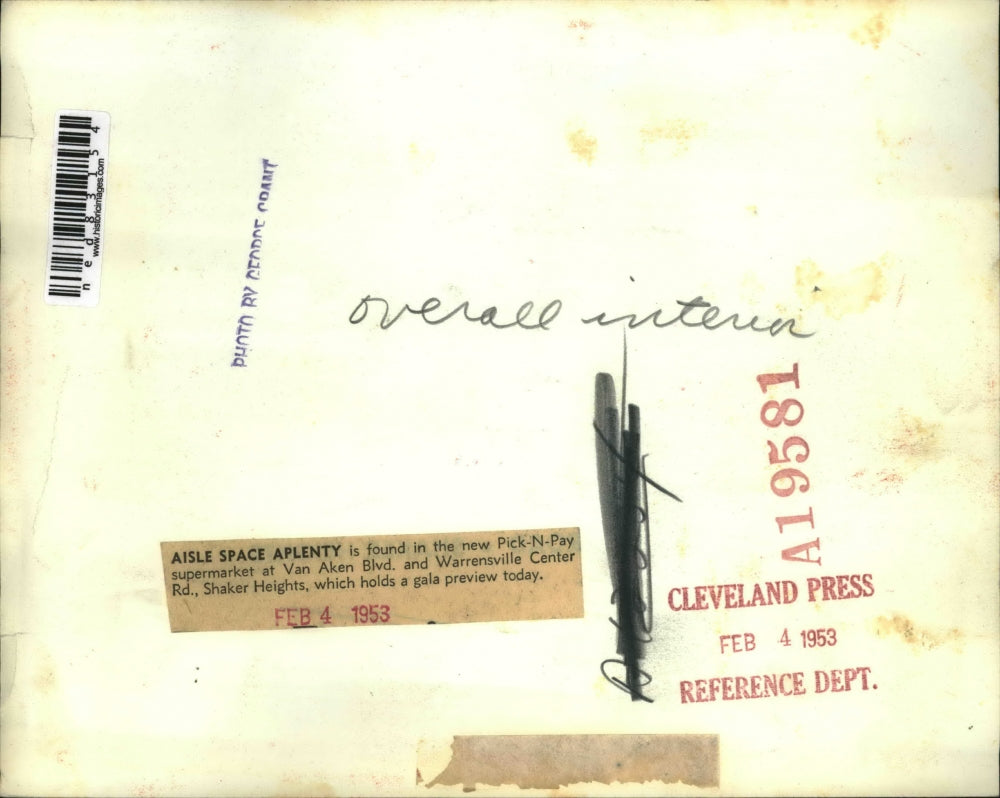 ned83154
www.historicimages.com
PHOTO BY GEORGE GRANT
overall interior
A19581
AISLE SPACE APLENTY is found in the new Pick-N-Pay
supermarket at Van Aken Blvd. and Warrensville Center
Rd., Shaker Heights, which holds a gala preview today.
FEB 4 1953
CLEVELAND PRESS
FEB 4 1953
REFERENCE DEPT.